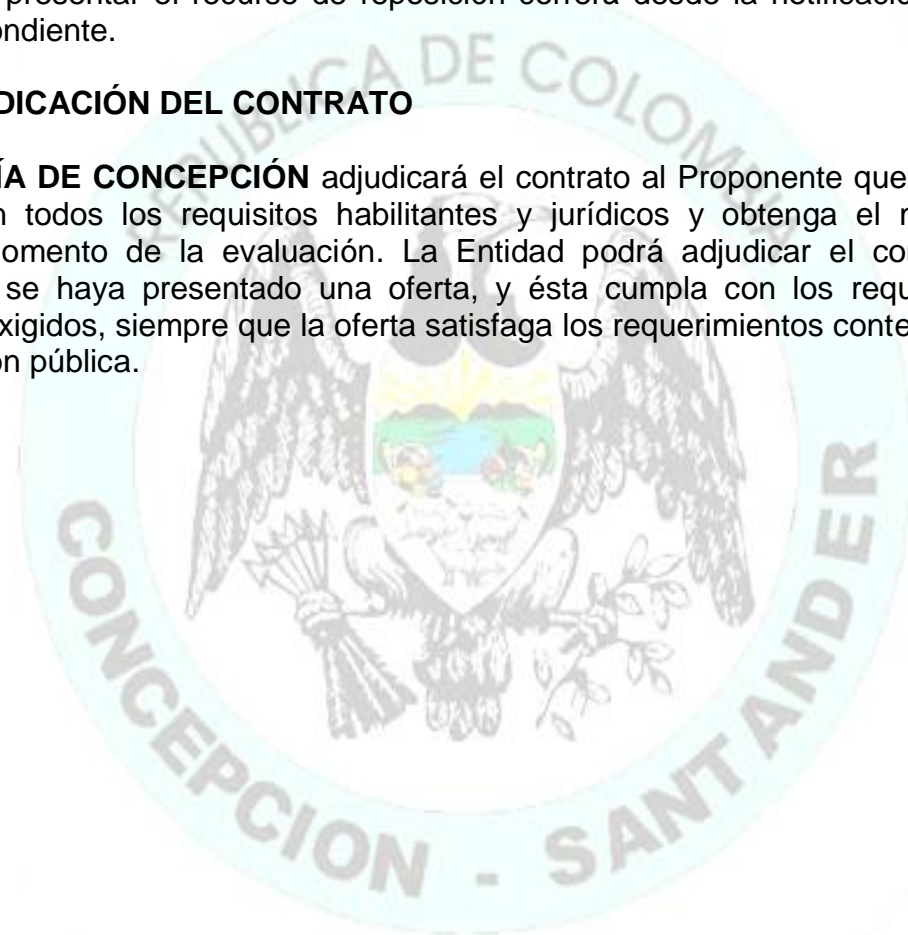 presentar el recurso de reposición correrá desde la notificació
ondiente.
DICACIÓN DEL CONTRATO
ÍA DE CONCEPCIÓN adjudicará el contrato al Proponente que
n todos los requisitos habilitantes y jurídicos y obtenga el
omento de la evaluación. La Entidad podrá adjudicar el co
se haya presentado una oferta, y ésta cumpla con los requ
xigidos, siempre que la oferta satisfaga los requerimientos conte
ón pública.
REPUBLICA DE COLOMBIA
CONCEPCION - SANTANDER